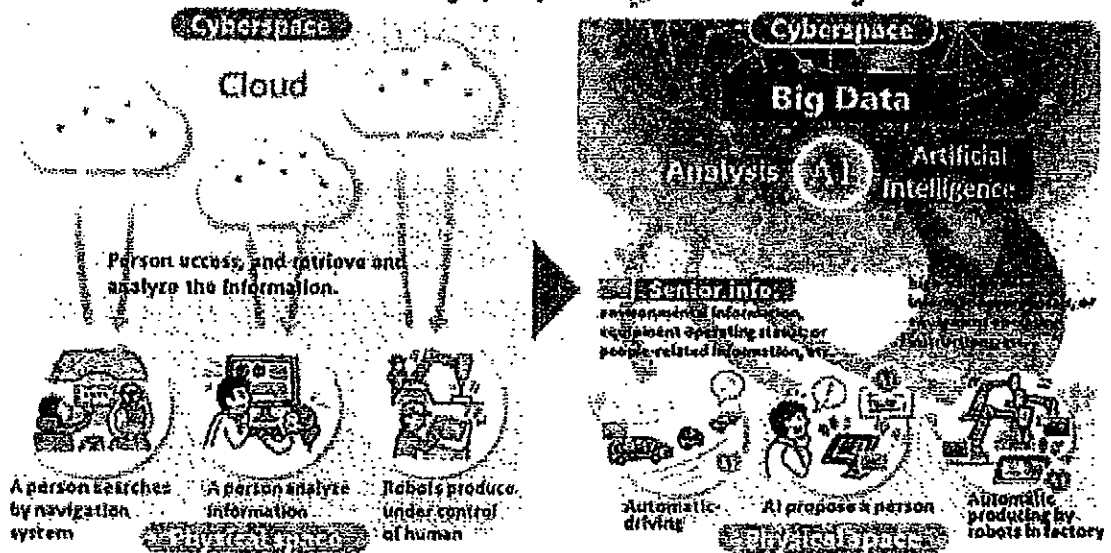 Cyberspace
Cloud
Person access, and retrieve and
analyze the information.
A person searches
by navigation
system
A person analyze
information
Robots produce
under control
of human
Physical space
Cyberspace
Big Data
Analysis
AI
Artificial
Intelligence
Sensor info.
environmental information,
equipment operating status, or
people-related information, etc.
Automatic
driving
AI propose a person
Automatic
producing by
robots in factory
Physical space